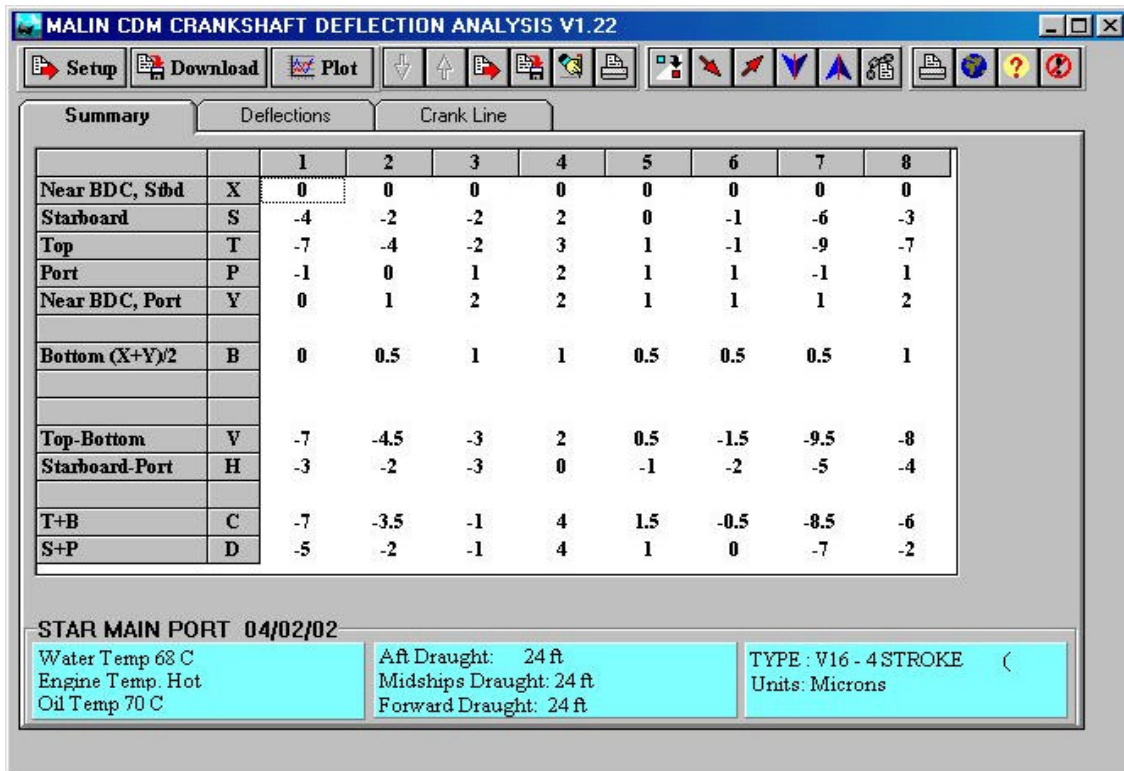 MALIN CDM CRANKSHAFT DEFLECTION ANALYSIS V1.22
Setup Download Plot
Summary Deflections Crank Line
1 2 3 4 5 6 7 8
Near BDC, Stbd X 0 0 0 0 0 0 0 0
Starboard S -4 -2 -2 2 0 -1 -6 -3
Top T -7 -4 -2 3 1 -1 -9 -7
Port P -1 0 1 2 1 1 -1 1
Near BDC, Port Y 0 1 2 2 1 1 1 2
Bottom (X+Y)/2 B 0 0.5 1 1 0.5 0.5 0.5 1
Top-Bottom V -7 -4.5 -3 2 0.5 -1.5 -9.5 -8
Starboard-Port H -3 -2 -3 0 -1 -2 -5 -4
T+B C -7 -3.5 -1 4 1.5 -0.5 -8.5 -6
S+P D -5 -2 -1 4 1 0 -7 -2
STAR MAIN PORT 04/02/02
Water Temp 68 C
Engine Temp. Hot
Oil Temp 70 C
Aft Draught: 24 ft
Midships Draught: 24 ft
Forward Draught: 24 ft
TYPE : V16 - 4 STROKE (
Units: Microns